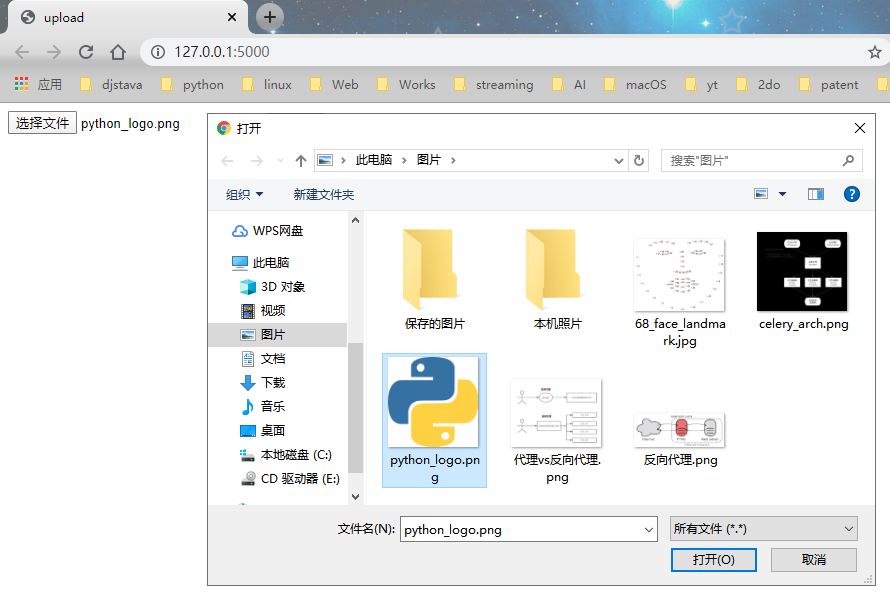 upload
127.0.0.1:5000
应用 djstava python linux Web Works streaming AI macOS yt 2do patent
选择文件 python_logo.png
打开
此电脑 图片 搜索"图片"
组织 新建文件夹
WPS网盘
此电脑
3D 对象
视频
图片
文档
下载
音乐
桌面
本地磁盘 (C:)
CD 驱动器 (E:)
保存的图片
本机照片
68_face_landma
rk.jpg
celery_arch.png
python_logo.pn
g
代理vs反向代理.
png
反向代理.png
文件名(N): python_logo.png 所有文件 (*.*)
打开(O) 取消